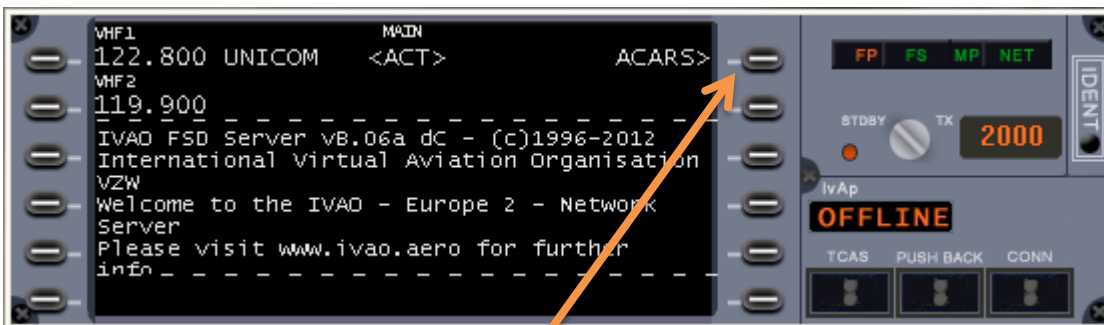 VHF1 MAIN
122.800 UNICOM <ACT> ACARS>
VHF2
119.900
IVAO FSD Server vB.06a dC - (c)1996-2012
International Virtual Aviation Organisation
VZW
Welcome to the IVAO - Europe 2 - Network
Server
Please visit www.ivao.aero for further
info
FP FS MP NET
IDENT
STDBY TX 2000
IvAp
OFFLINE
TCAS PUSH BACK CONN